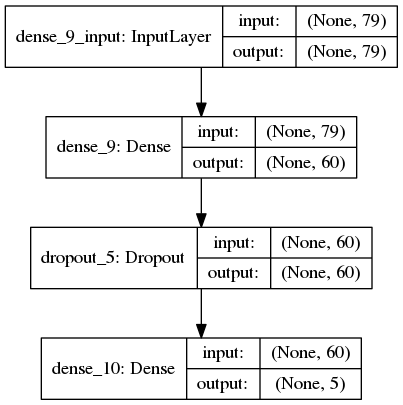 dense_9_input: InputLayer
input: (None, 79)
output: (None, 79)
dense_9: Dense
input: (None, 79)
output: (None, 60)
dropout_5: Dropout
input: (None, 60)
output: (None, 60)
dense_10: Dense
input: (None, 60)
output: (None, 5)